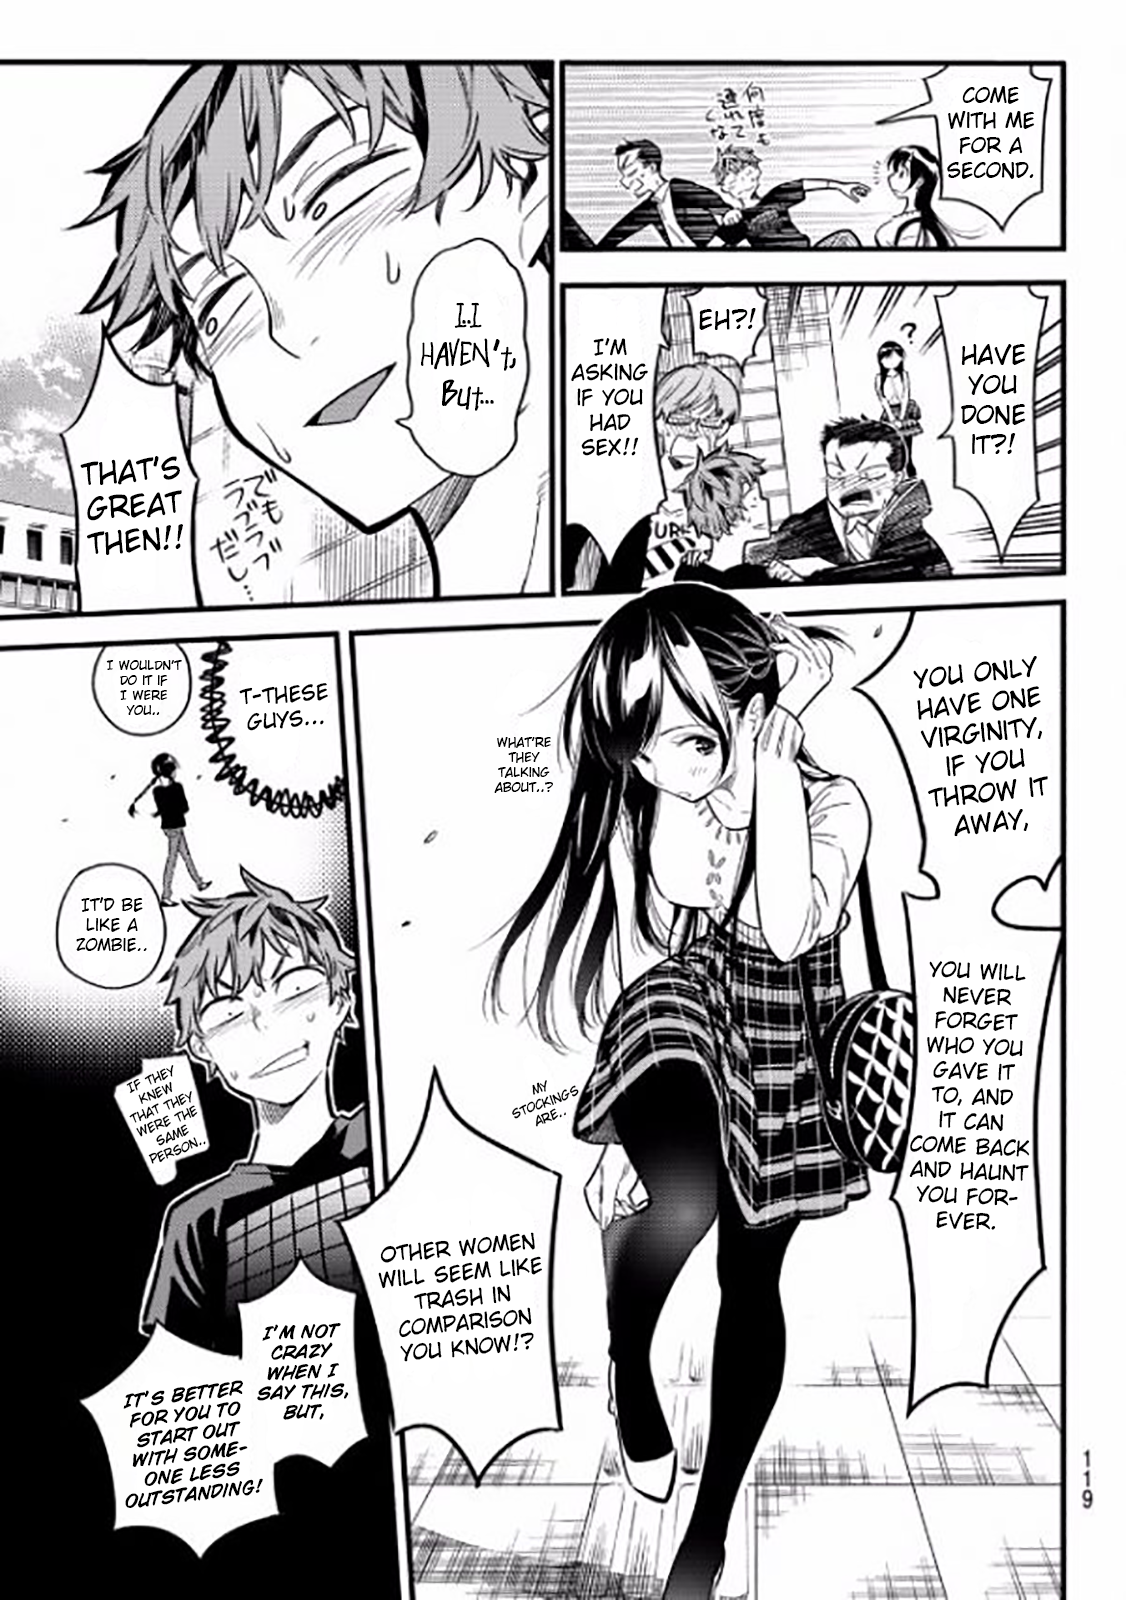 COME
WITH ME
FOR A
SECOND.
何度も
連れて
くなて
HAVE
YOU
DONE
IT?!
?
EH?!
I'M
ASKING
IF YOU
HAD
SEX!!
SURE
I..I
HAVEN't,
But...
でも
ラブラブ
だし…
THAT'S
GREAT
THEN!!
YOU ONLY
HAVE ONE
VIRGINITY,
IF YOU
THROW IT
AWAY,
YOU WILL
NEVER
FORGET
WHO YOU
GAVE IT
TO, AND
IT CAN
COME BACK
AND HAUNT
YOU FOR-
EVER.
WHAT'RE
THEY
TALKING
ABOUT..?
MY
STOCKINGS
ARE..
OTHER WOMEN
WILL SEEM LIKE
TRASH IN
COMPARISON
YOU KNOW!?
T-THESE
GUYS...
I WOULDN'T
DO IT IF
I WERE
YOU..
IT'D BE
LIKE A
ZOMBIE..
IF THEY
KNEW
THAT THEY
WERE THE
SAME
PERSON..
I'M NOT
CRAZY
WHEN I
SAY THIS,
BUT,
IT'S BETTER
FOR YOU TO
START OUT
WITH SOME-
ONE LESS
OUTSTANDING!
119